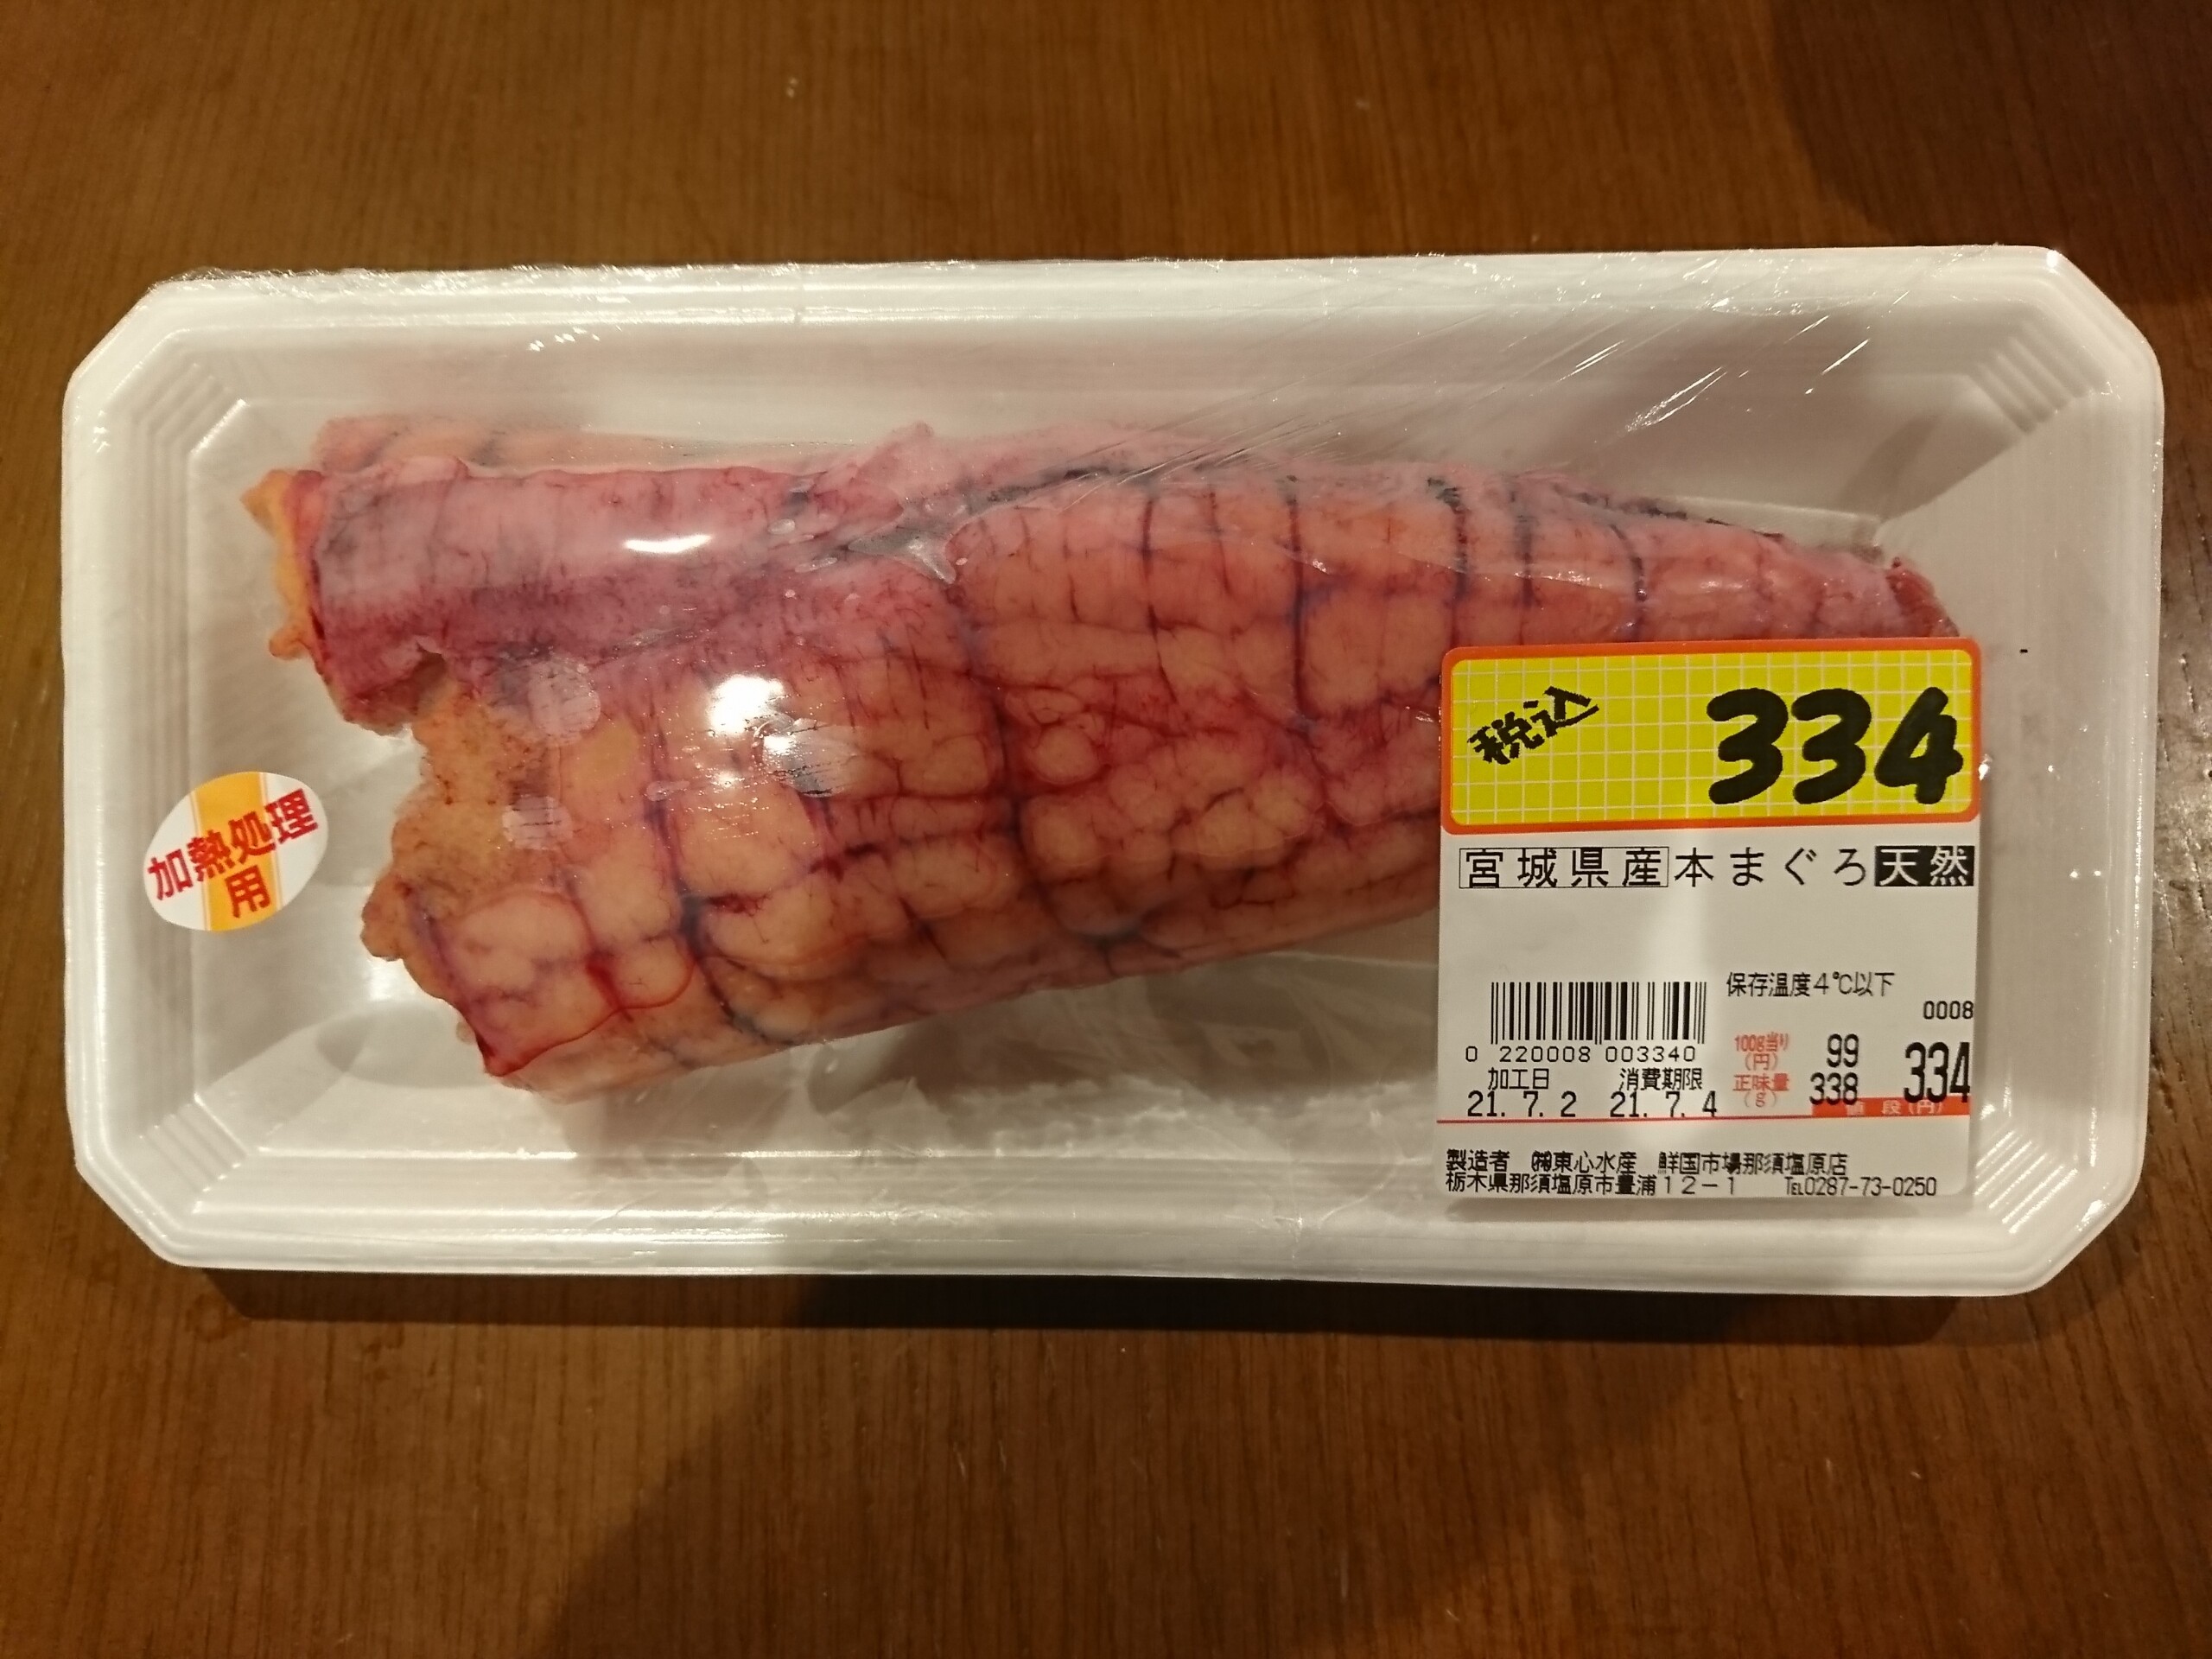 加熱処理
用
税込 334
宮城県産本まぐろ天然
保存温度4℃以下
0008
0 220008 003340
100g当り
(円) 99
正味量
(g) 338
334
値段(円)
加工日 消費期限
21. 7. 2 21. 7. 4
製造者 ㈱東心水産 鮮国市場那須塩原店
栃木県那須塩原市豊浦12-1 ℡0287-73-0250